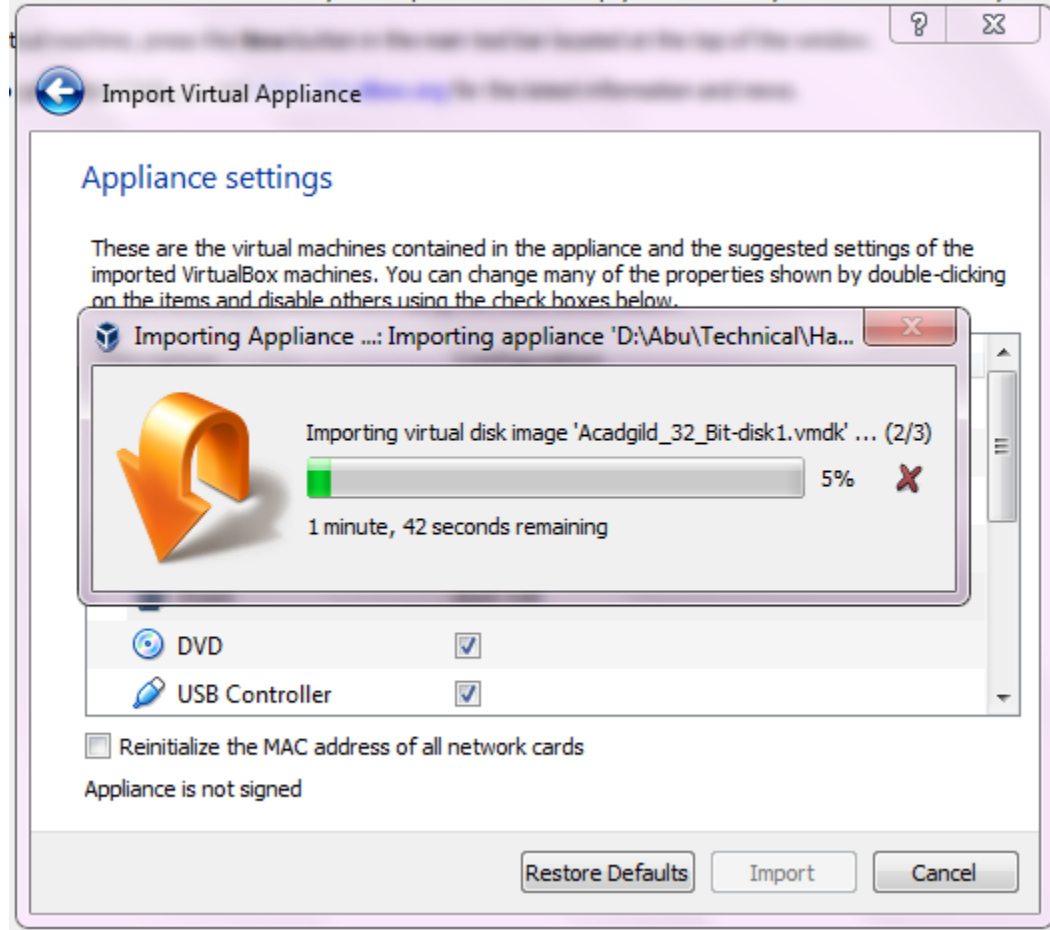 Import Virtual Appliance
Appliance settings
These are the virtual machines contained in the appliance and the suggested settings of the
imported VirtualBox machines. You can change many of the properties shown by double-clicking
on the items and disable others using the check boxes below.
Importing Appliance ...: Importing appliance 'D:\Abu\Technical\Ha...
Importing virtual disk image 'Acadgild_32_Bit-disk1.vmdk' ... (2/3)
5%
1 minute, 42 seconds remaining
DVD
USB Controller
Reinitialize the MAC address of all network cards
Appliance is not signed
Restore Defaults Import Cancel